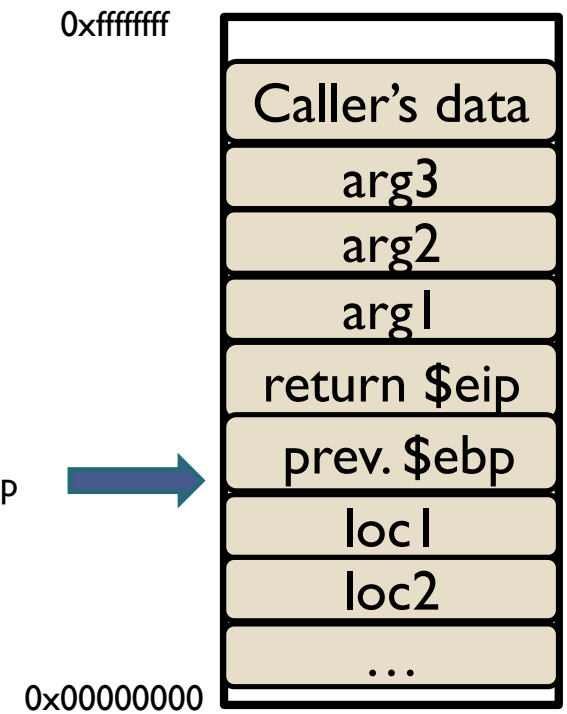 0xffffffff
Caller's data
arg3
arg2
arg1
return $eip
prev. $ebp
p
loc1
loc2
...
0x00000000